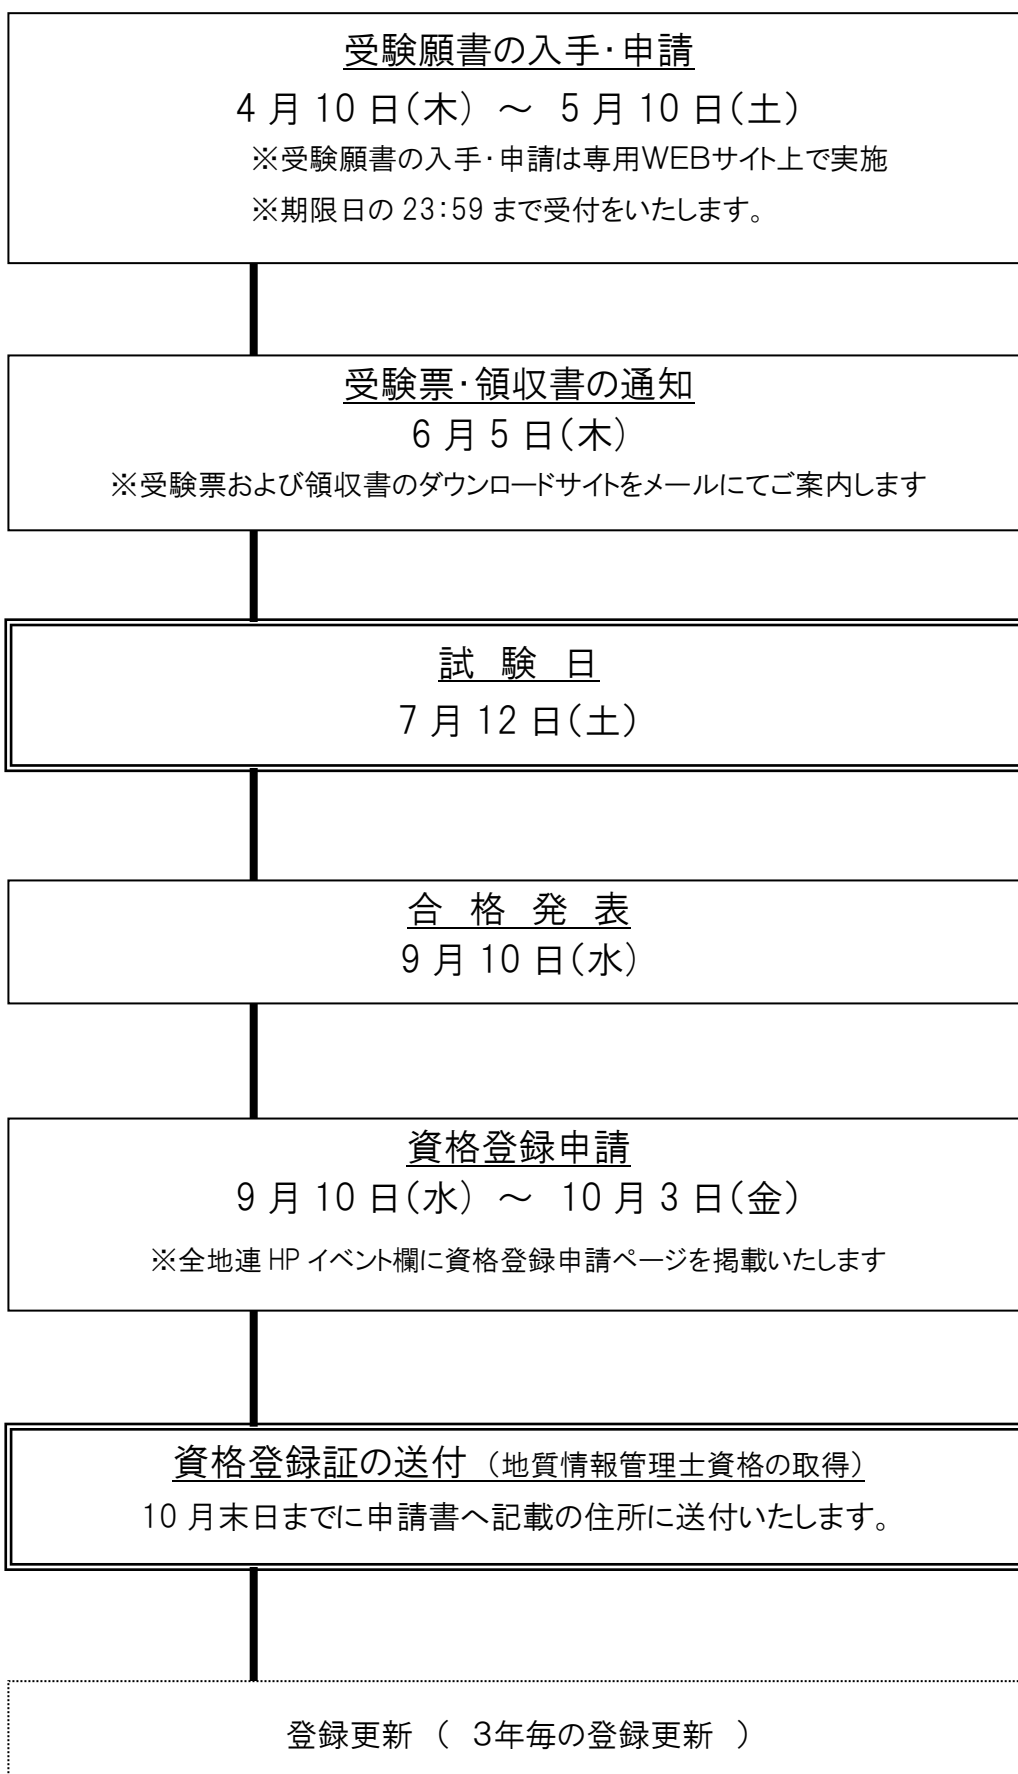 受験願書の入手・申請
4 月 10 日（木） ～ 5 月 10 日（土）
※受験願書の入手・申請は専用WEBサイト上で実施
※期限日の 23：59 まで受付をいたします。
受験票・領収書の通知
6 月 5 日（木）
※受験票および領収書のダウンロードサイトをメールにてご案内します
試 験 日
7 月 12 日（土）
合 格 発 表
9 月 10 日（水）
資格登録申請
9 月 10 日（水） ～ 10 月 3 日（金）
※全地連 HP イベント欄に資格登録申請ページを掲載いたします
資格登録証の送付 （地質情報管理士資格の取得）
10 月末日までに申請書へ記載の住所に送付いたします。
登録更新 （ 3年毎の登録更新 ）